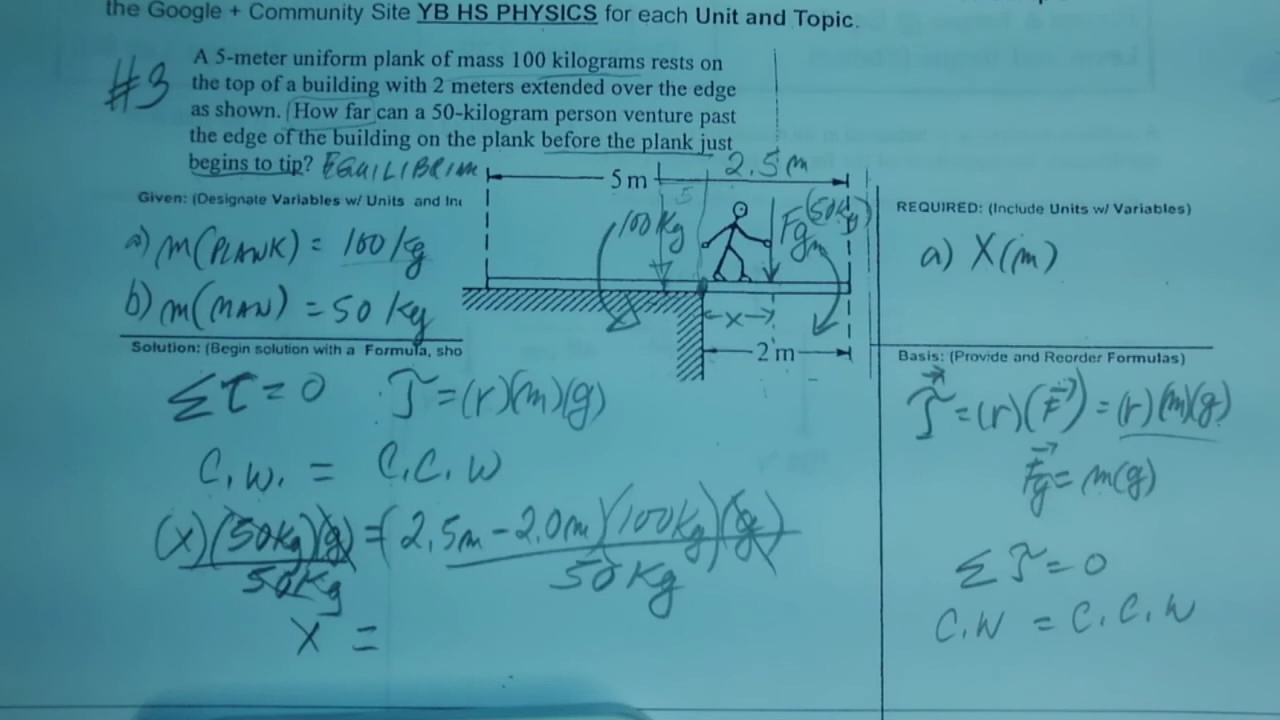 the Google + Community Site YB HS PHYSICS for each Unit and Topic.
#3
A 5-meter uniform plank of mass 100 kilograms rests on
the top of a building with 2 meters extended over the edge
as shown. How far can a 50-kilogram person venture past
the edge of the building on the plank before the plank just
begins to tip? EQUILIBRIM
5 m
2.5m
.5
Given: (Designate Variables w/ Units and In
a) m(PLANK) = 100 kg
b) m(MAN) = 50 kg
100 kg
Fgm (50kg)
x
2 m
REQUIRED: (Include Units w/ Variables)
a) X(m)
Solution: (Begin solution with a Formula, sho
Στ = 0 τ = (r)(m)(g)
C.W. = C.C.W
(x)(50kg)(g) = (2.5m - 2.0m)(100kg)(g)
50kg 50kg
X =
Basis: (Provide and Reorder Formulas)
τ = (r)(F) = (r)(m)(g)
Fg = m(g)
Στ = 0
C.W = C.C.W